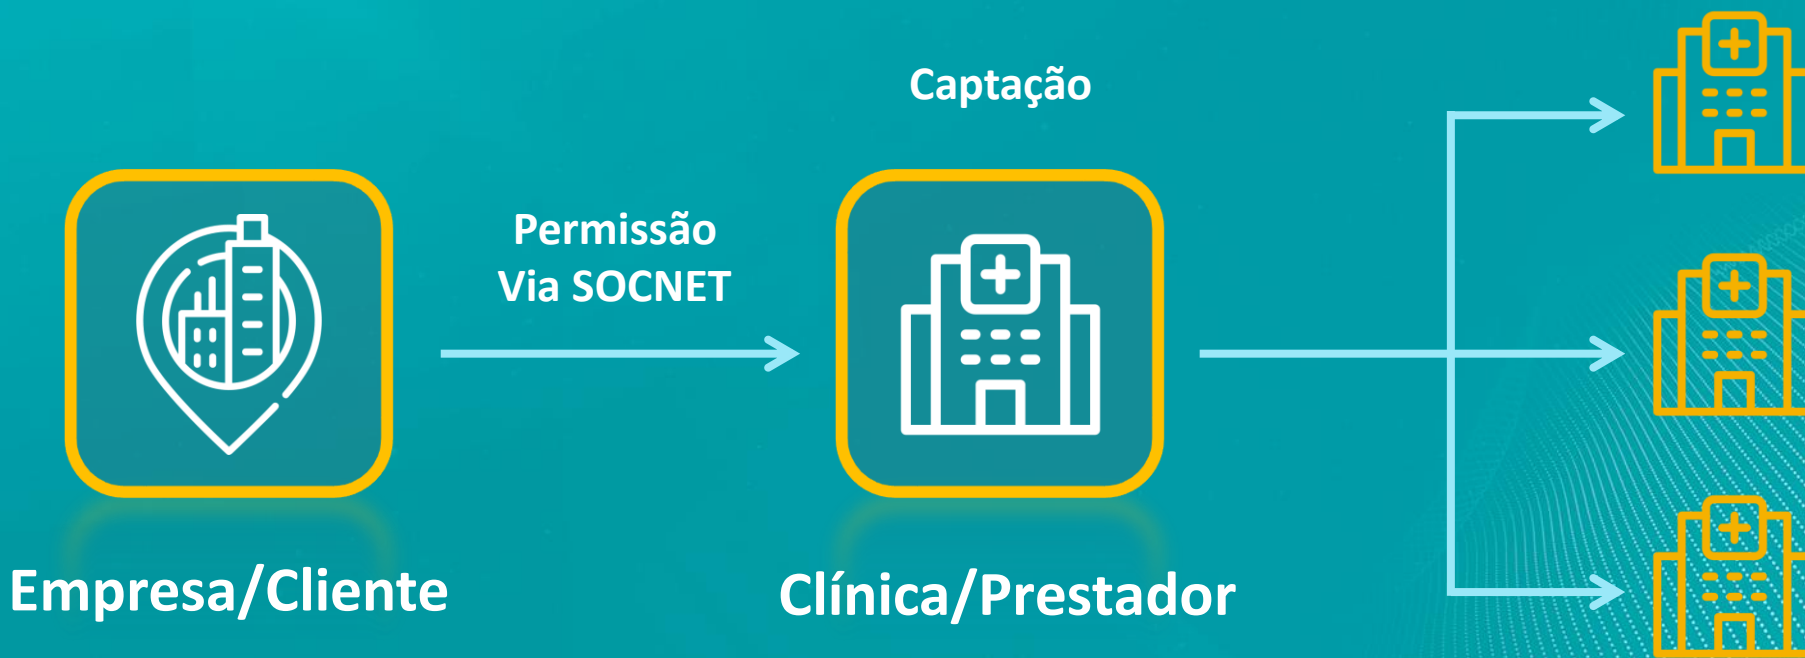 Captação
Permissão
Via SOCNET
Empresa/Cliente
Clínica/Prestador